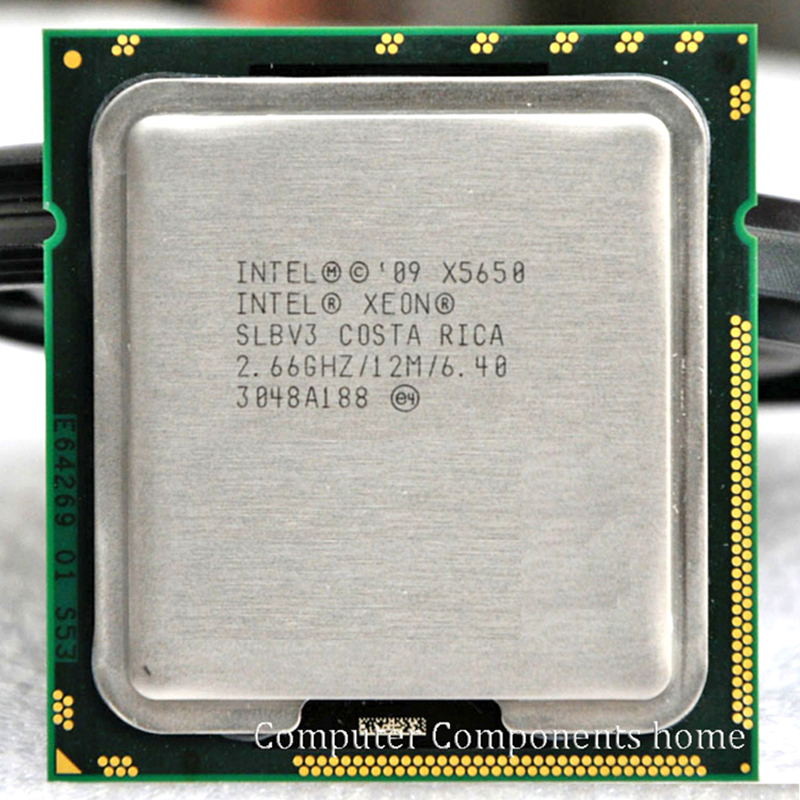 INTEL Ⓜ © '09 X5650
INTEL® XEON®
SLBV3 COSTA RICA
2.66GHZ/12M/6.40
3048A188 e4
E64269 01 S53
Computer Components home